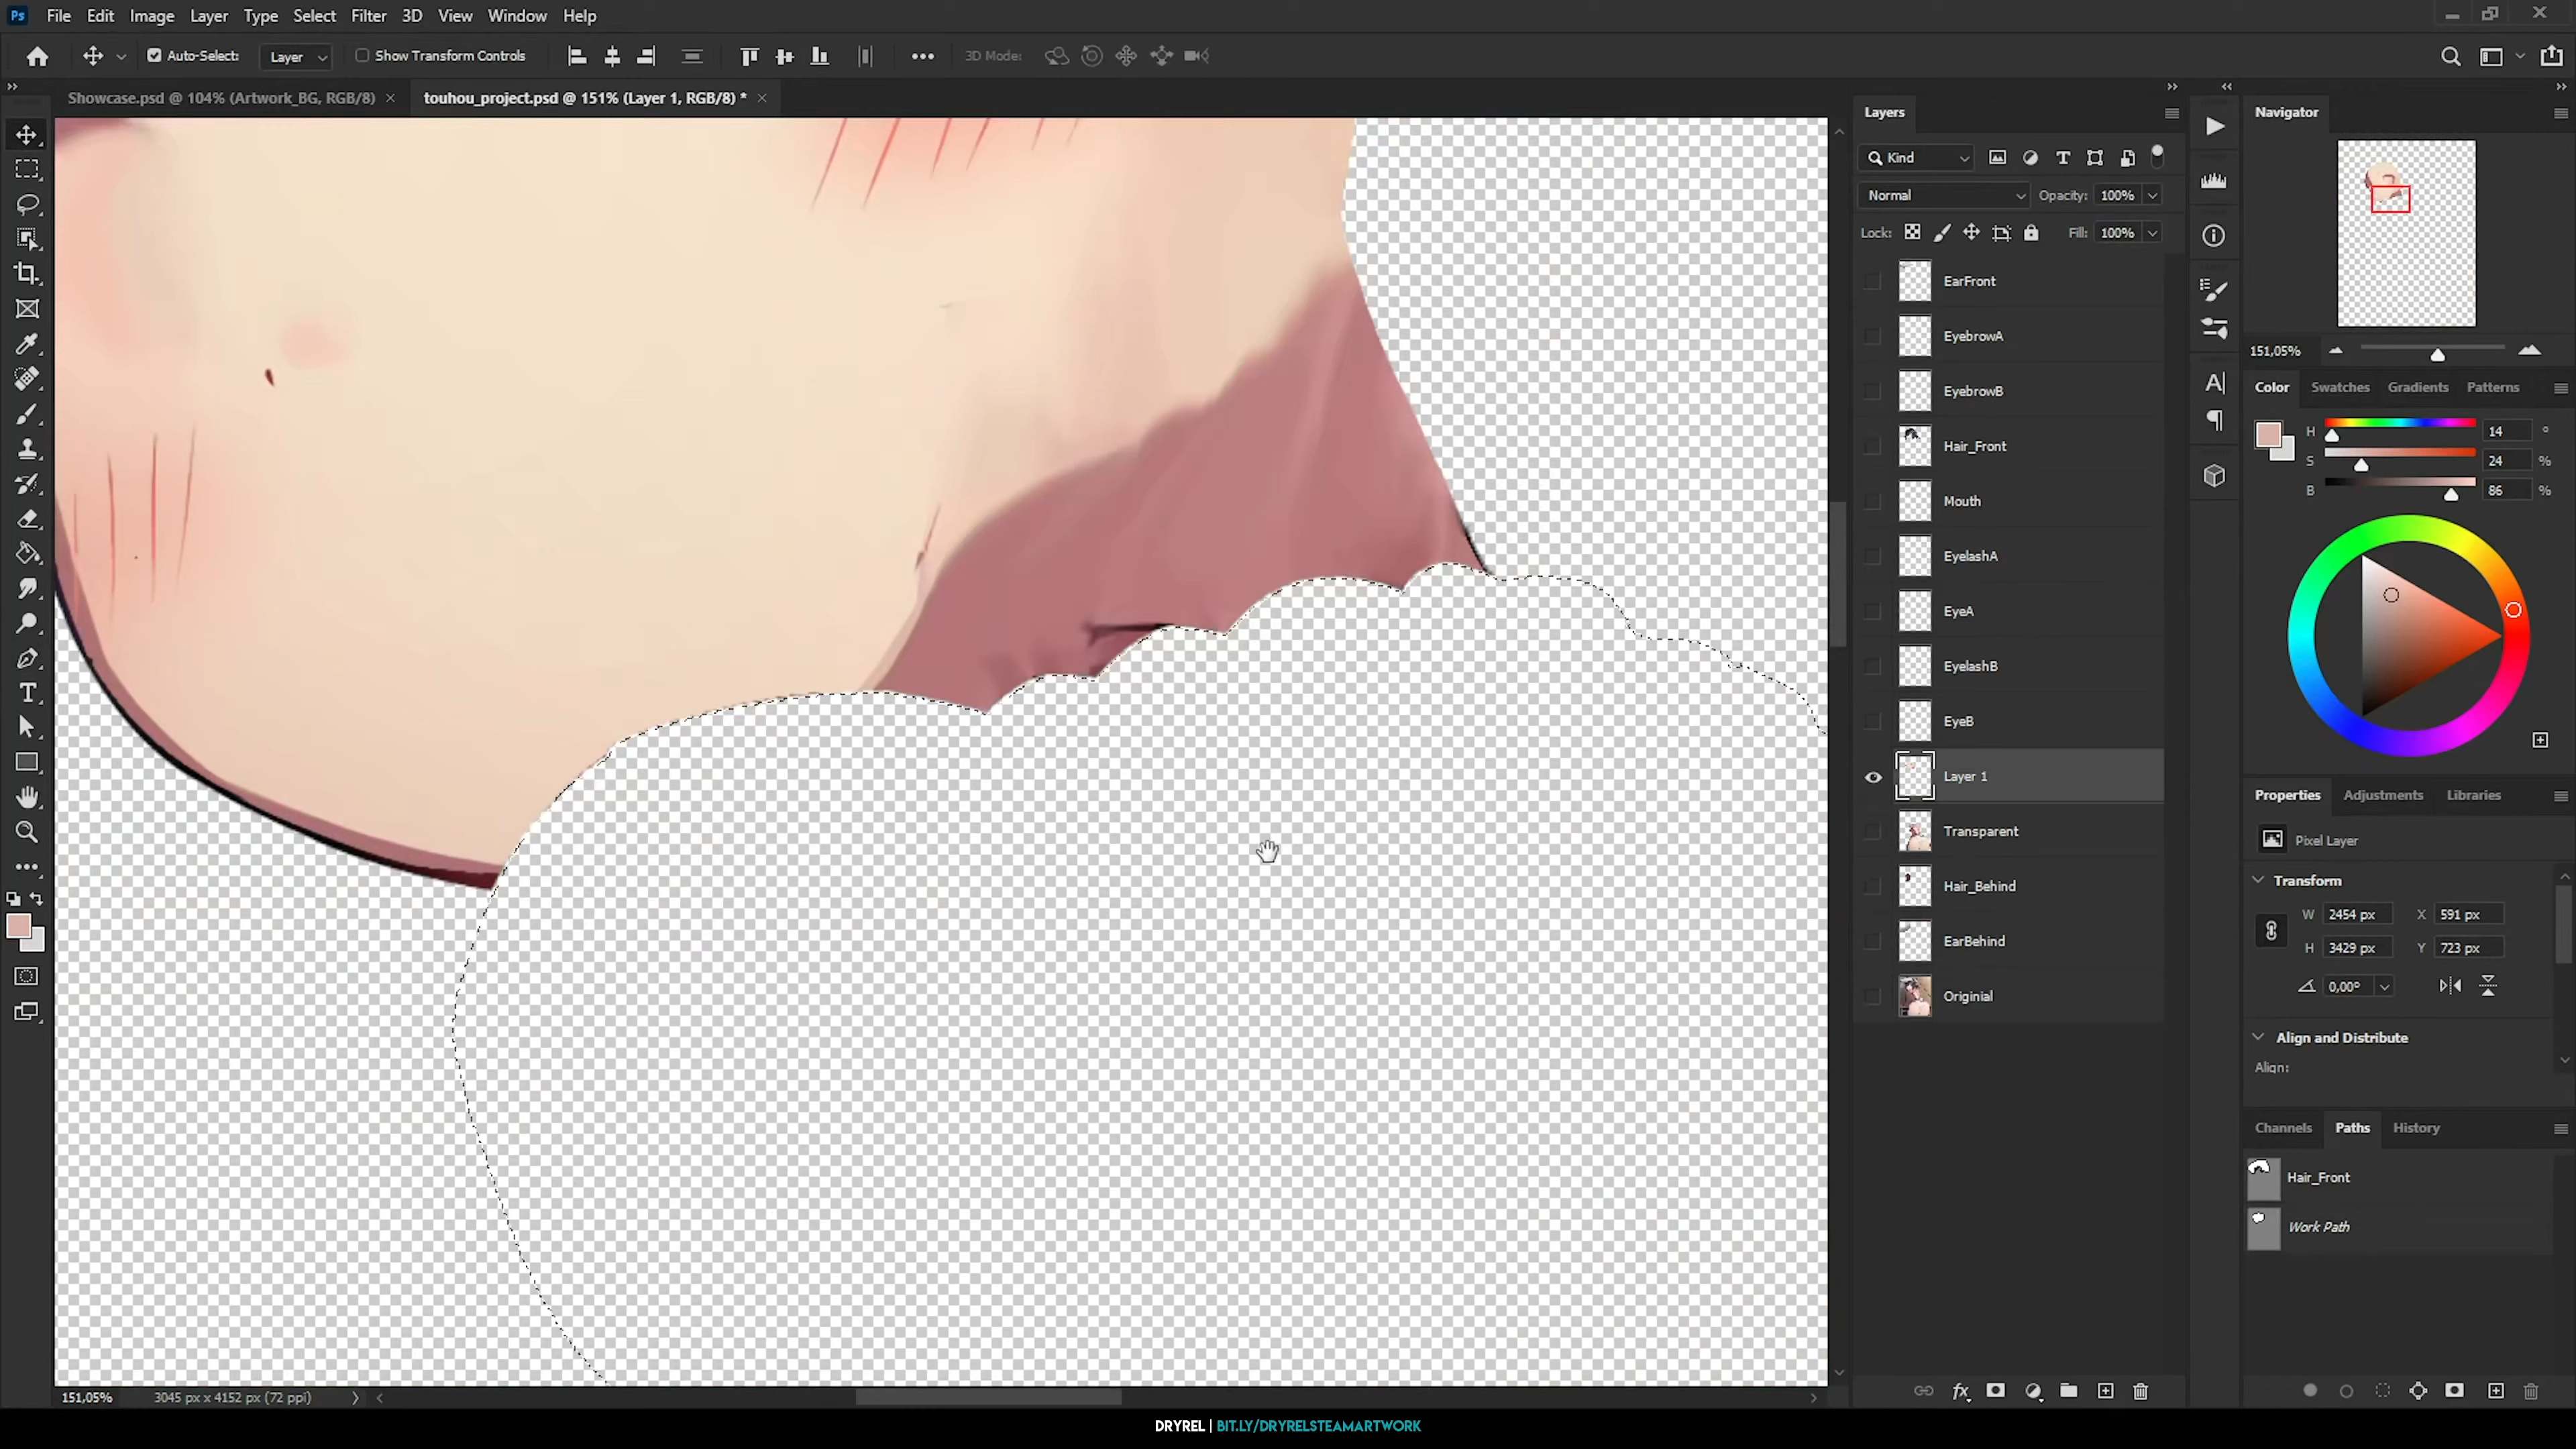 Ps File Edit Image Layer Type Select Filter 3D View Window Help
Auto-Select: Layer Show Transform Controls 3D Mode:
Showcase.psd @ 104% (Artwork_BG, RGB/8) × touhou_project.psd @ 151% (Layer 1, RGB/8) * ×
Layers
Kind
Normal Opacity: 100%
Lock: Fill: 100%
EarFront
EyebrowA
EyebrowB
Hair_Front
Mouth
EyelashA
EyeA
EyelashB
EyeB
Layer 1
Transparent
Hair_Behind
EarBehind
Originial
Navigator
151,05%
Color Swatches Gradients Patterns
H 14 °
S 24 %
B 86 %
Properties Adjustments Libraries
Pixel Layer
Transform
W 2454 px X 591 px
H 3429 px Y 723 px
0,00°
Align and Distribute
Align:
Channels Paths History
Hair_Front
Work Path
151,05% 3045 px x 4152 px (72 ppi)
DRYREL | BIT.LY/DRYRELSTEAMARTWORK